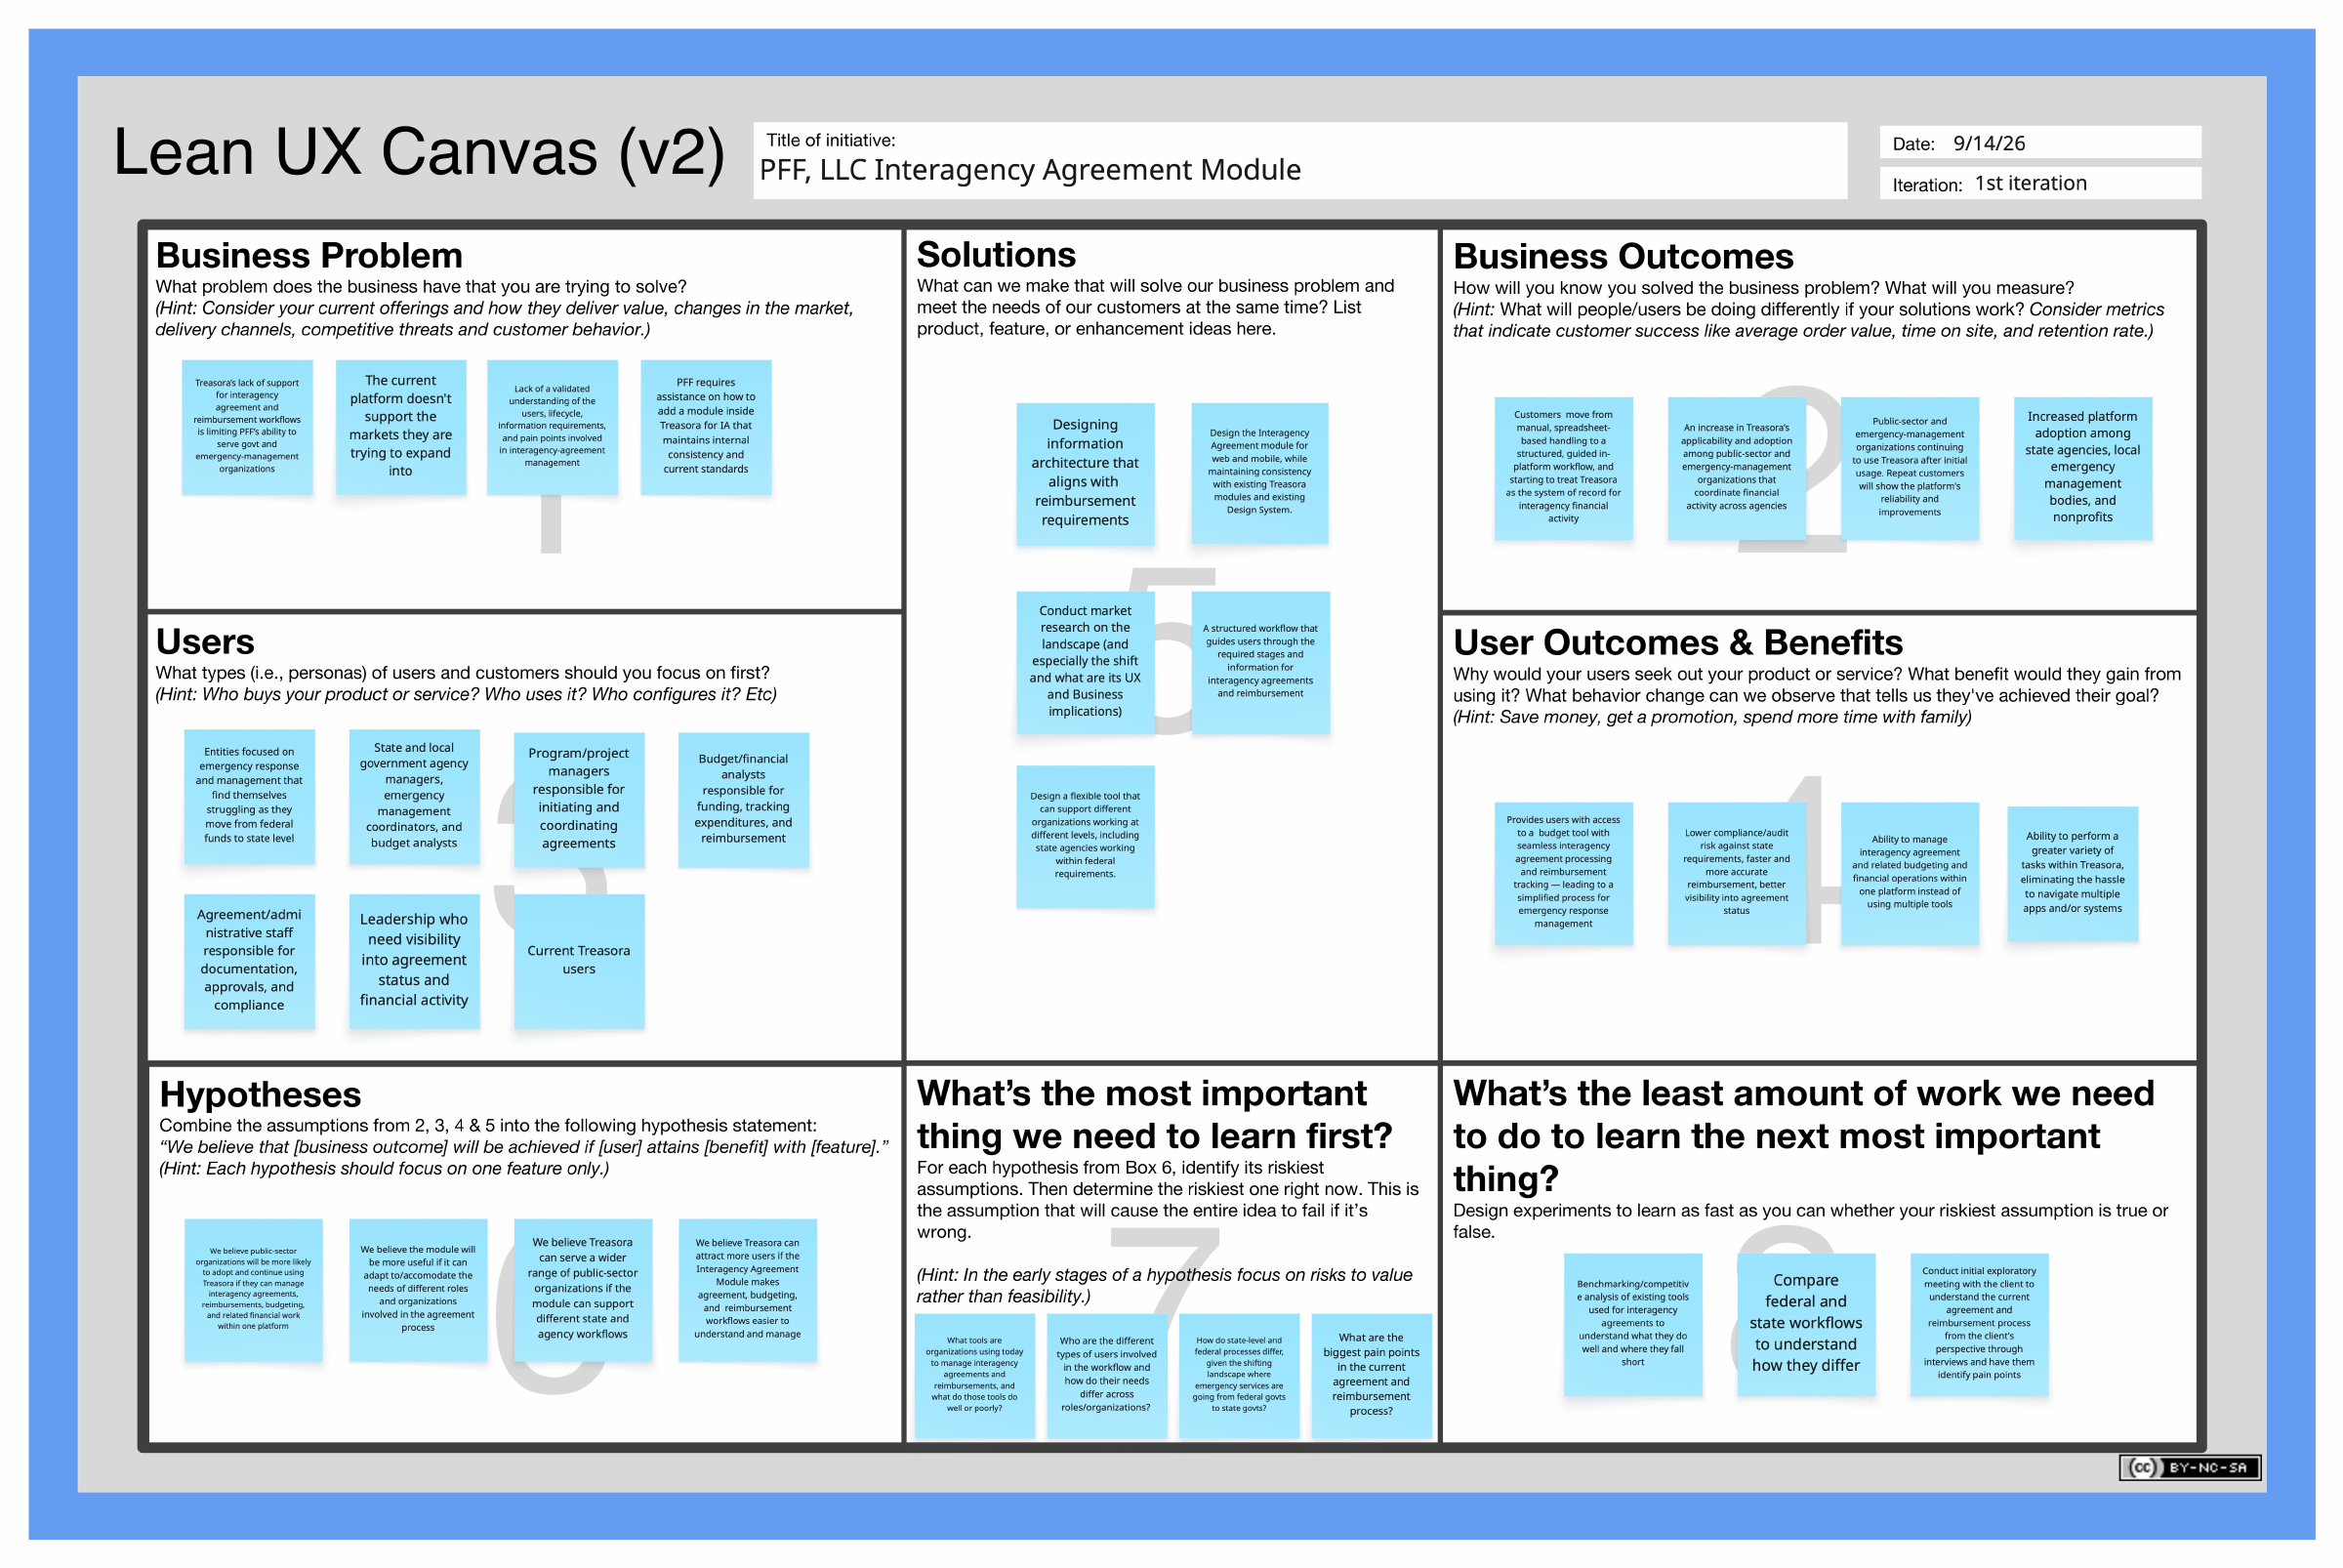 Lean UX Canvas (v2)
Title of initiative:
PFF, LLC Interagency Agreement Module
Date: 9/14/26
Iteration: 1st iteration
Business Problem
What problem does the business have that you are trying to solve?
(Hint: Consider your current offerings and how they deliver value, changes in the market,
delivery channels, competitive threats and customer behavior.)
Treasora's lack of support
for interagency
agreement and
reimbursement workflows
is limiting PFF's ability to
serve govt and
emergency-management
organizations
The current
platform doesn't
support the
markets they are
trying to expand
into
Lack of a validated
understanding of the
users, lifecycle,
information requirements,
and pain points involved
in interagency-agreement
management
PFF requires
assistance on how to
add a module inside
Treasora for IA that
maintains internal
consistency and
current standards
1
Solutions
What can we make that will solve our business problem and
meet the needs of our customers at the same time? List
product, feature, or enhancement ideas here.
Designing
information
architecture that
aligns with
reimbursement
requirements
Design the Interagency
Agreement module for
web and mobile, while
maintaining consistency
with existing Treasora
modules and existing
Design System.
Conduct market
research on the
landscape (and
especially the shift
and what are its UX
and Business
implications)
A structured workflow that
guides users through the
required stages and
information for
interagency agreements
and reimbursement
Design a flexible tool that
can support different
organizations working at
different levels, including
state agencies working
within federal
requirements.
5
Business Outcomes
How will you know you solved the business problem? What will you measure?
(Hint: What will people/users be doing differently if your solutions work? Consider metrics
that indicate customer success like average order value, time on site, and retention rate.)
Customers move from
manual, spreadsheet-
based handling to a
structured, guided in-
platform workflow, and
starting to treat Treasora
as the system of record for
interagency financial
activity
An increase in Treasora's
applicability and adoption
among public-sector and
emergency-management
organizations that
coordinate financial
activity across agencies
Public-sector and
emergency-management
organizations continuing
to use Treasora after initial
usage. Repeat customers
will show the platform's
reliability and
improvements
Increased platform
adoption among
state agencies, local
emergency
management
bodies, and
nonprofits
2
Users
What types (i.e., personas) of users and customers should you focus on first?
(Hint: Who buys your product or service? Who uses it? Who configures it? Etc)
Entities focused on
emergency response
and management that
find themselves
struggling as they
move from federal
funds to state level
State and local
government agency
managers,
emergency
management
coordinators, and
budget analysts
Program/project
managers
responsible for
initiating and
coordinating
agreements
Budget/financial
analysts
responsible for
funding, tracking
expenditures, and
reimbursement
Agreement/admi
nistrative staff
responsible for
documentation,
approvals, and
compliance
Leadership who
need visibility
into agreement
status and
financial activity
Current Treasora
users
3
User Outcomes & Benefits
Why would your users seek out your product or service? What benefit would they gain from
using it? What behavior change can we observe that tells us they've achieved their goal?
(Hint: Save money, get a promotion, spend more time with family)
Provides users with access
to a budget tool with
seamless interagency
agreement processing
and reimbursement
tracking — leading to a
simplified process for
emergency response
management
Lower compliance/audit
risk against state
requirements, faster and
more accurate
reimbursement, better
visibility into agreement
status
Ability to manage
interagency agreement
and related budgeting and
financial operations within
one platform instead of
using multiple tools
Ability to perform a
greater variety of
tasks within Treasora,
eliminating the hassle
to navigate multiple
apps and/or systems
4
Hypotheses
Combine the assumptions from 2, 3, 4 & 5 into the following hypothesis statement:
“We believe that [business outcome] will be achieved if [user] attains [benefit] with [feature].”
(Hint: Each hypothesis should focus on one feature only.)
We believe public-sector
organizations will be more likely
to adopt and continue using
Treasora if they can manage
interagency agreements,
reimbursements, budgeting,
and related financial work
within one platform
We believe the module will
be more useful if it can
adapt to/accomodate the
needs of different roles
and organizations
involved in the agreement
process
We believe Treasora
can serve a wider
range of public-sector
organizations if the
module can support
different state and
agency workflows
We believe Treasora can
attract more users if the
Interagency Agreement
Module makes
agreement, budgeting,
and reimbursement
workflows easier to
understand and manage
6
What's the most important
thing we need to learn first?
For each hypothesis from Box 6, identify its riskiest
assumptions. Then determine the riskiest one right now. This is
the assumption that will cause the entire idea to fail if it's
wrong.
(Hint: In the early stages of a hypothesis focus on risks to value
rather than feasibility.)
What tools are
organizations using today
to manage interagency
agreements and
reimbursements, and
what do those tools do
well or poorly?
Who are the different
types of users involved
in the workflow and
how do their needs
differ across
roles/organizations?
How do state-level and
federal processes differ,
given the shifting
landscape where
emergency services are
going from federal govts
to state govts?
What are the
biggest pain points
in the current
agreement and
reimbursement
process?
7
What's the least amount of work we need
to do to learn the next most important
thing?
Design experiments to learn as fast as you can whether your riskiest assumption is true or
false.
Benchmarking/competitiv
e analysis of existing tools
used for interagency
agreements to
understand what they do
well and where they fall
short
Compare
federal and
state workflows
to understand
how they differ
Conduct initial exploratory
meeting with the client to
understand the current
agreement and
reimbursement process
from the client's
perspective through
interviews and have them
identify pain points
8
(cc) BY-NC-SA